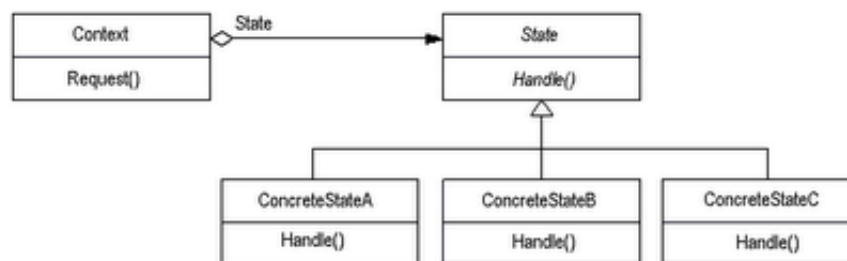 Context
State
State
Request()
Handle()
ConcreteStateA
ConcreteStateB
ConcreteStateC
Handle()
Handle()
Handle()